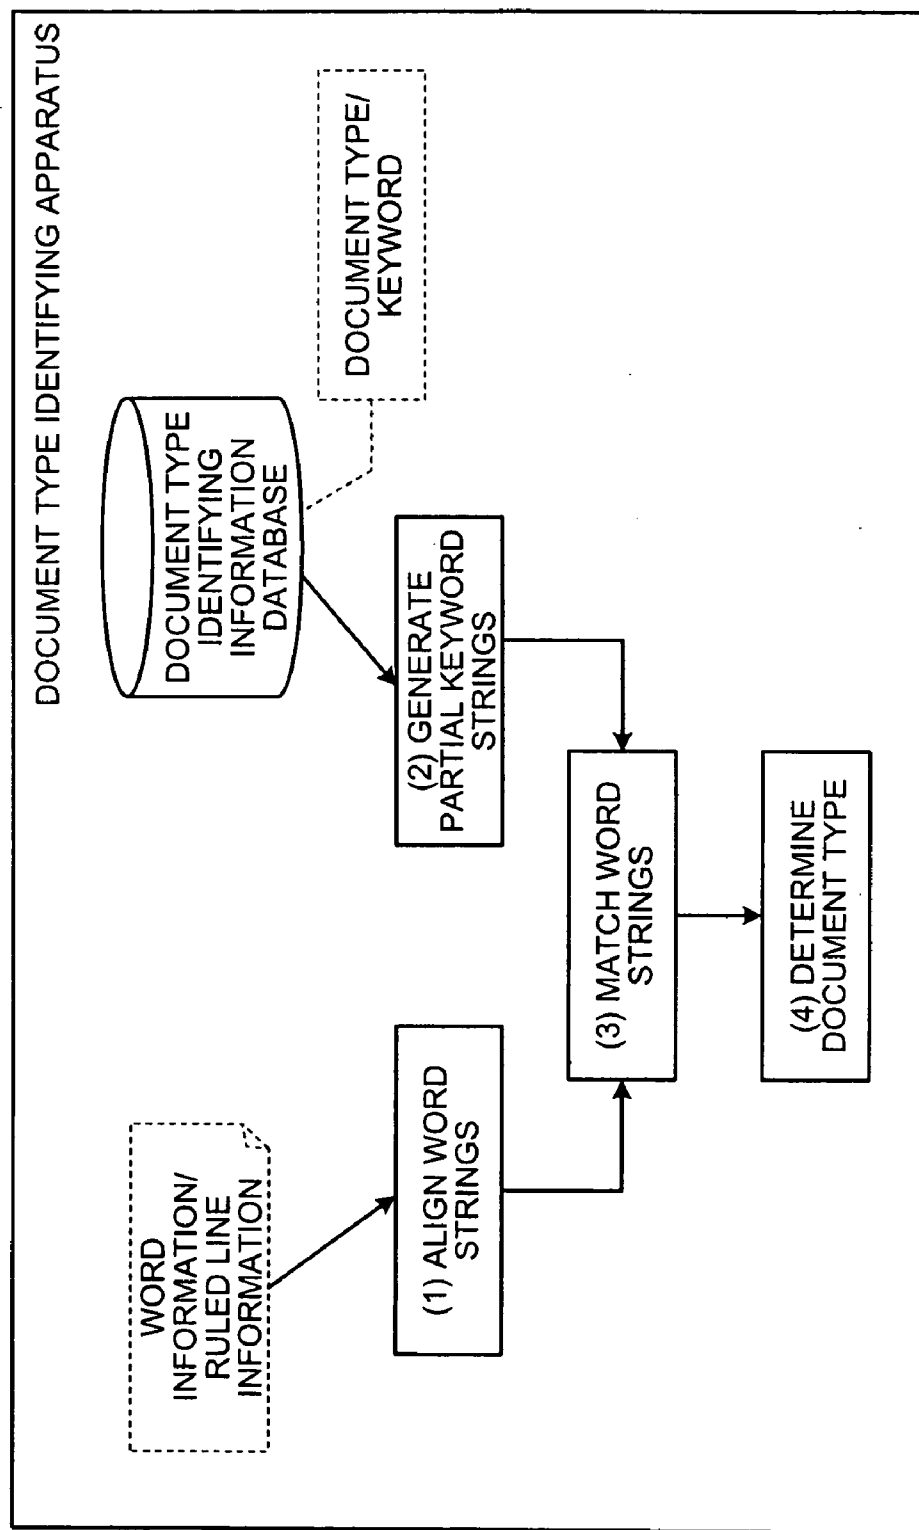 DOCUMENT TYPE IDENTIFYING APPARATUS
WORD
INFORMATION/
RULED LINE
INFORMATION
DOCUMENT TYPE
IDENTIFYING
INFORMATION
DATABASE
DOCUMENT TYPE/
KEYWORD
(1) ALIGN WORD
STRINGS
(2) GENERATE
PARTIAL KEYWORD
STRINGS
(3) MATCH WORD
STRINGS
(4) DETERMINE
DOCUMENT TYPE